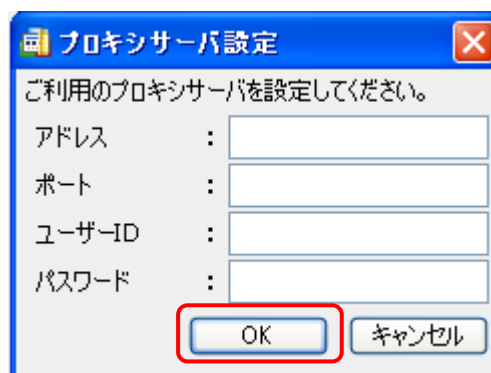 プロキシサーバ設定
ご利用のプロキシサーバを設定してください。
アドレス :
ポート :
ユーザーID :
パスワード :
OK キャンセル